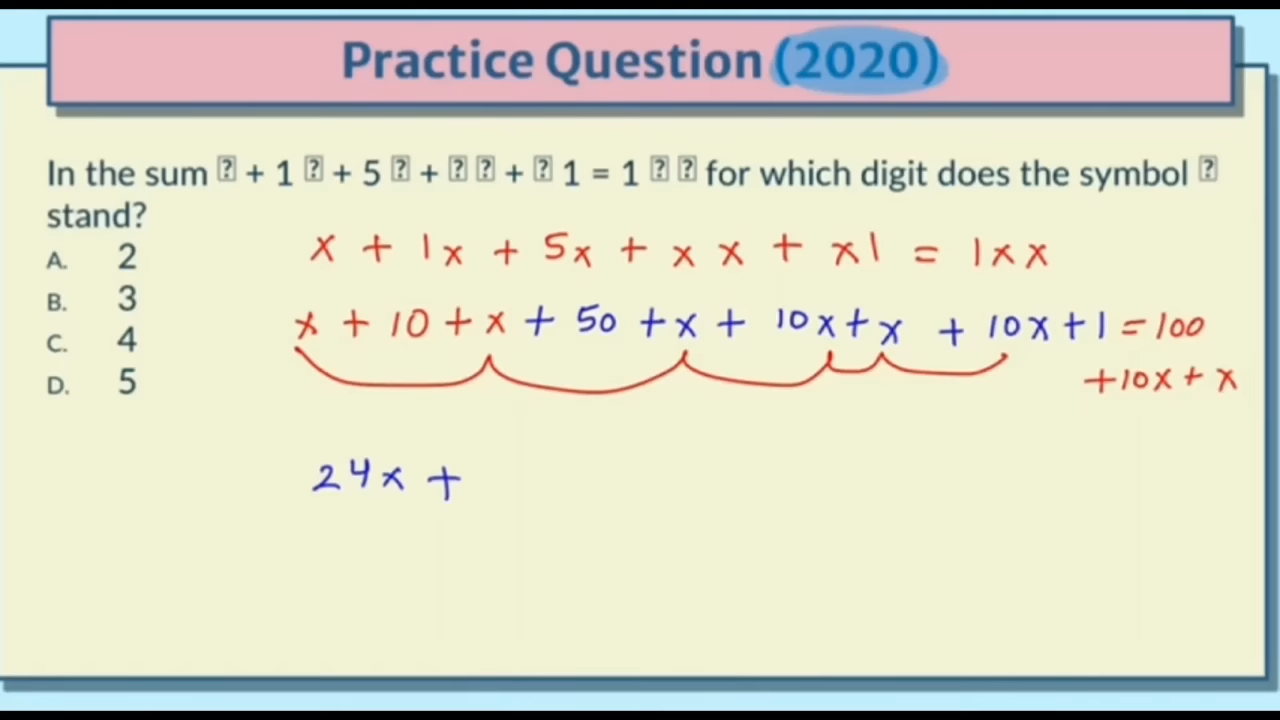 Practice Question (2020)
In the sum ⍰ + 1 ⍰ + 5 ⍰ + ⍰ ⍰ + ⍰ 1 = 1 ⍰ ⍰ for which digit does the symbol ⍰
stand?
A. 2
B. 3
C. 4
D. 5
x + 1x + 5x + x x + x1 = 1xx
x + 10 + x + 50 + x + 10x + x + 10x + 1 = 100
+10x + x
24x +